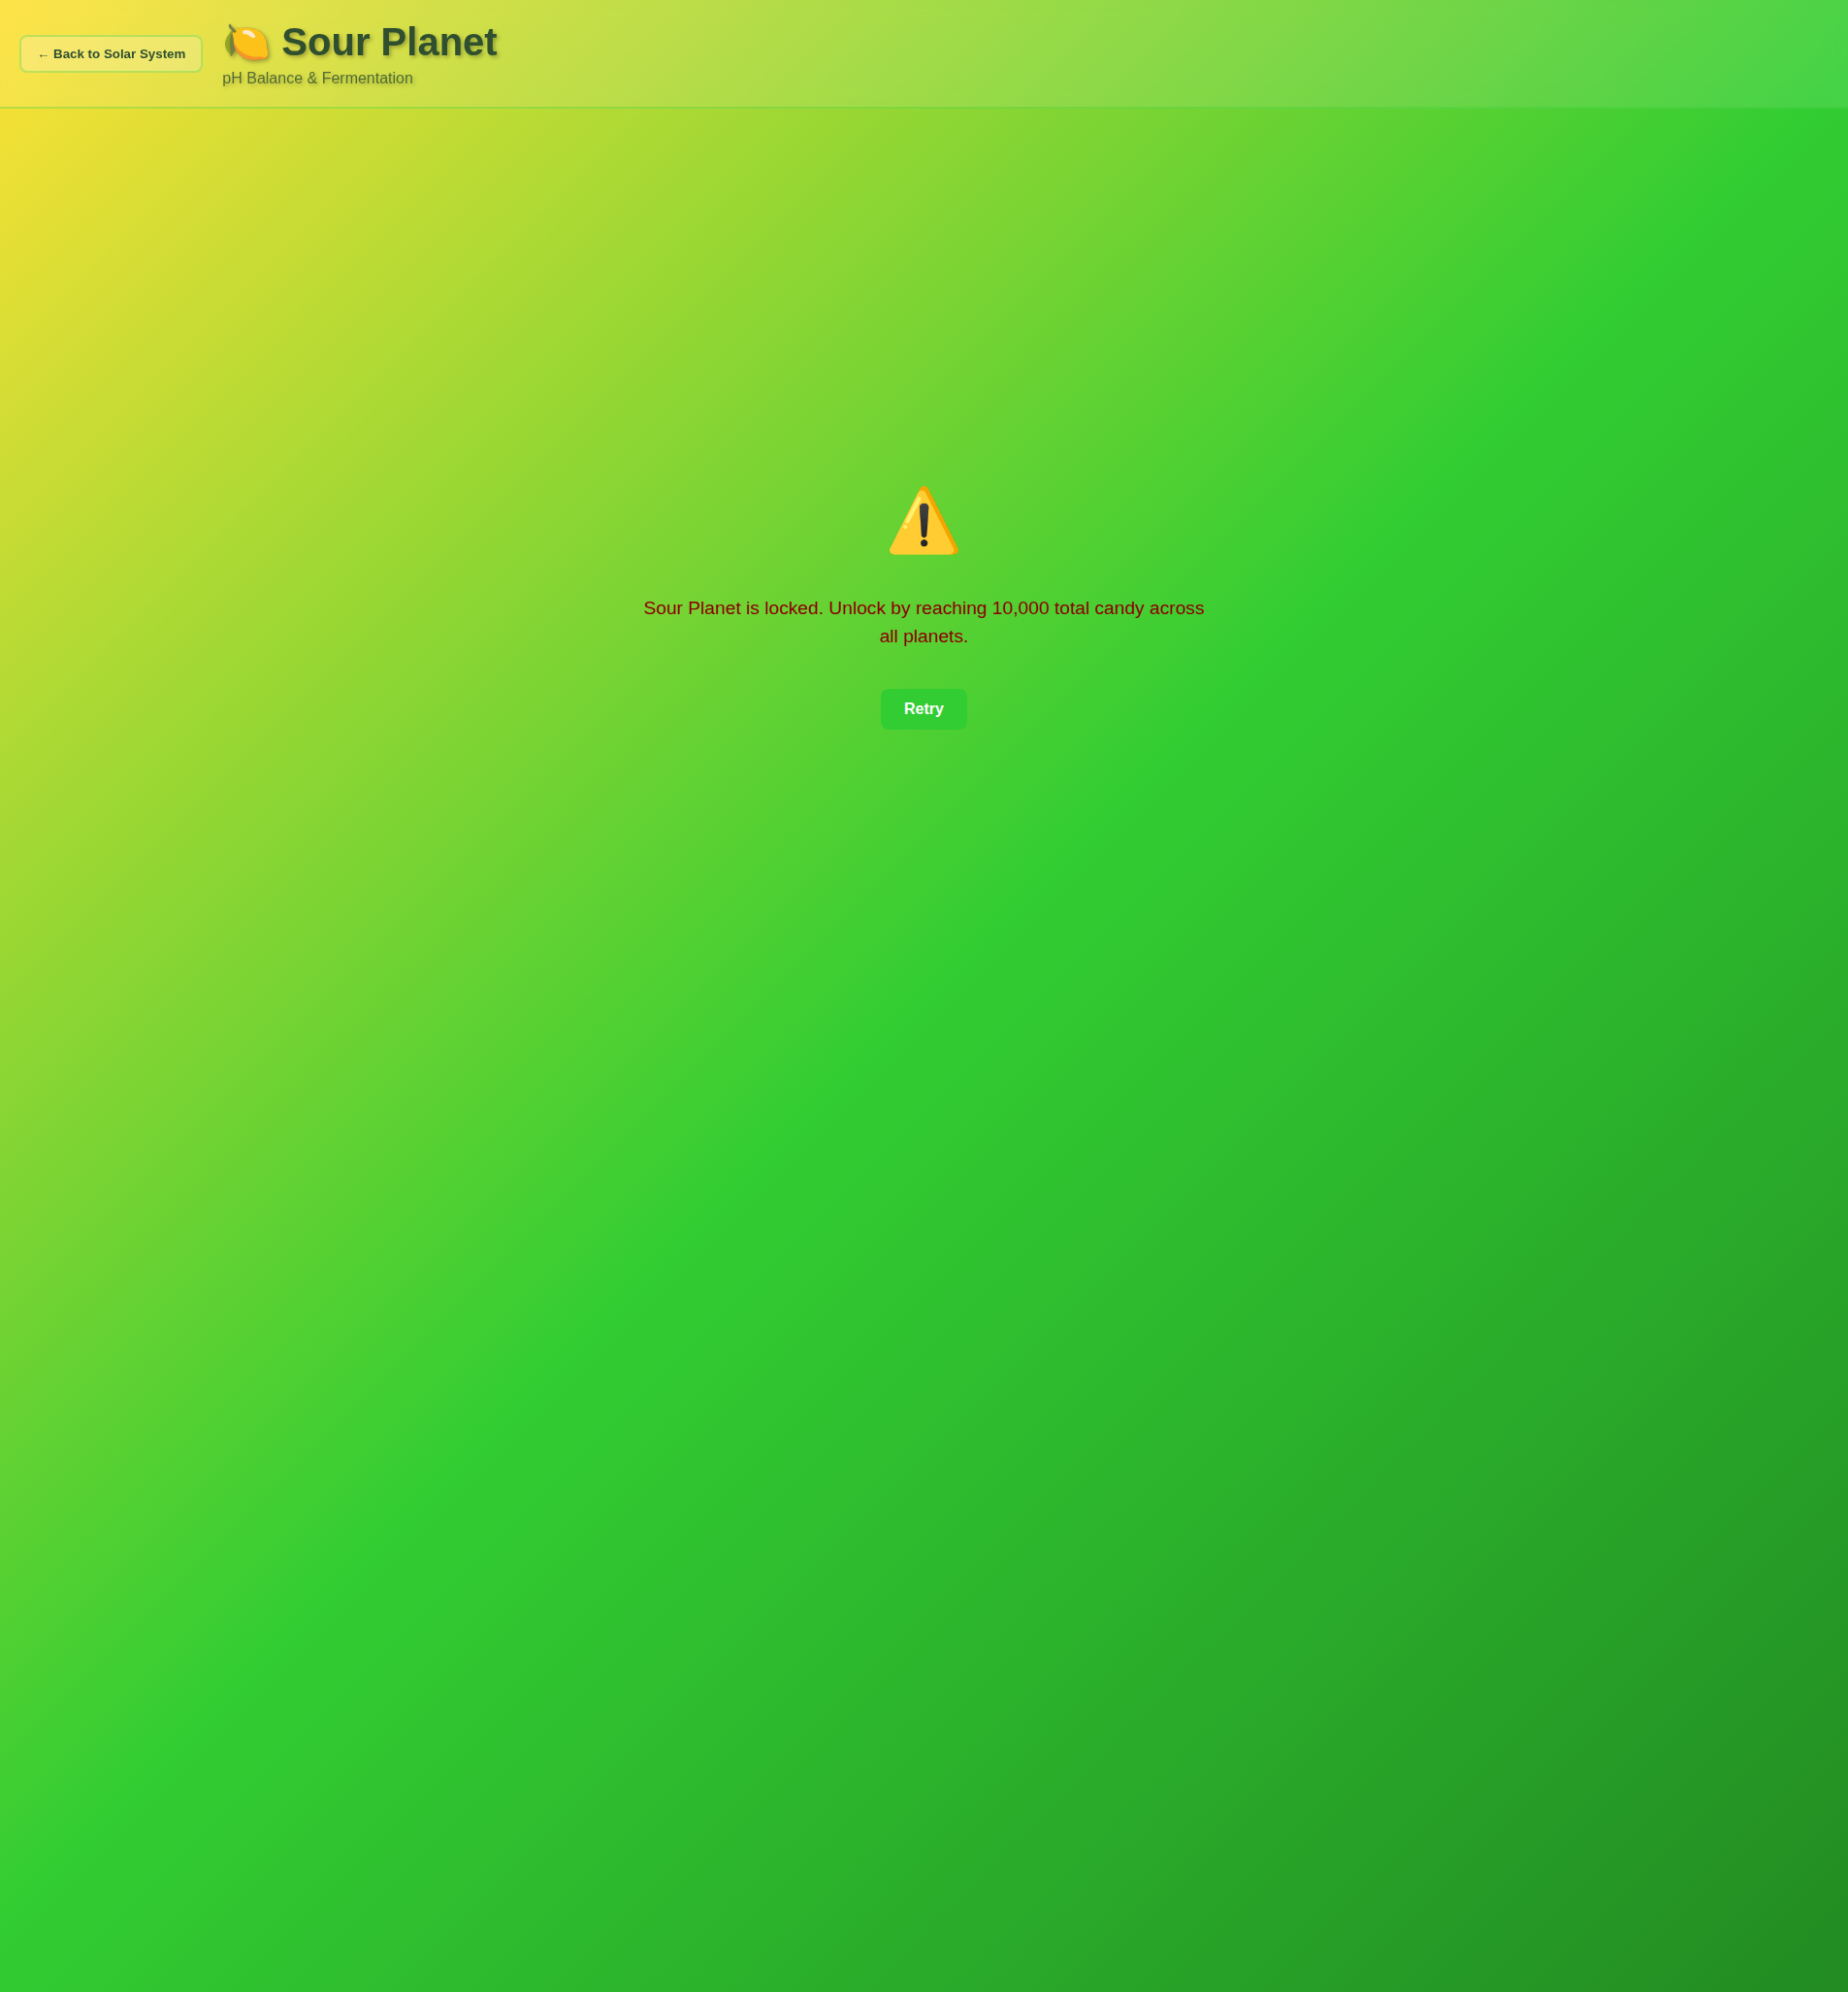 ← Back to Solar System
🍋 Sour Planet
pH Balance & Fermentation
Sour Planet is locked. Unlock by reaching 10,000 total candy across
all planets.
Retry